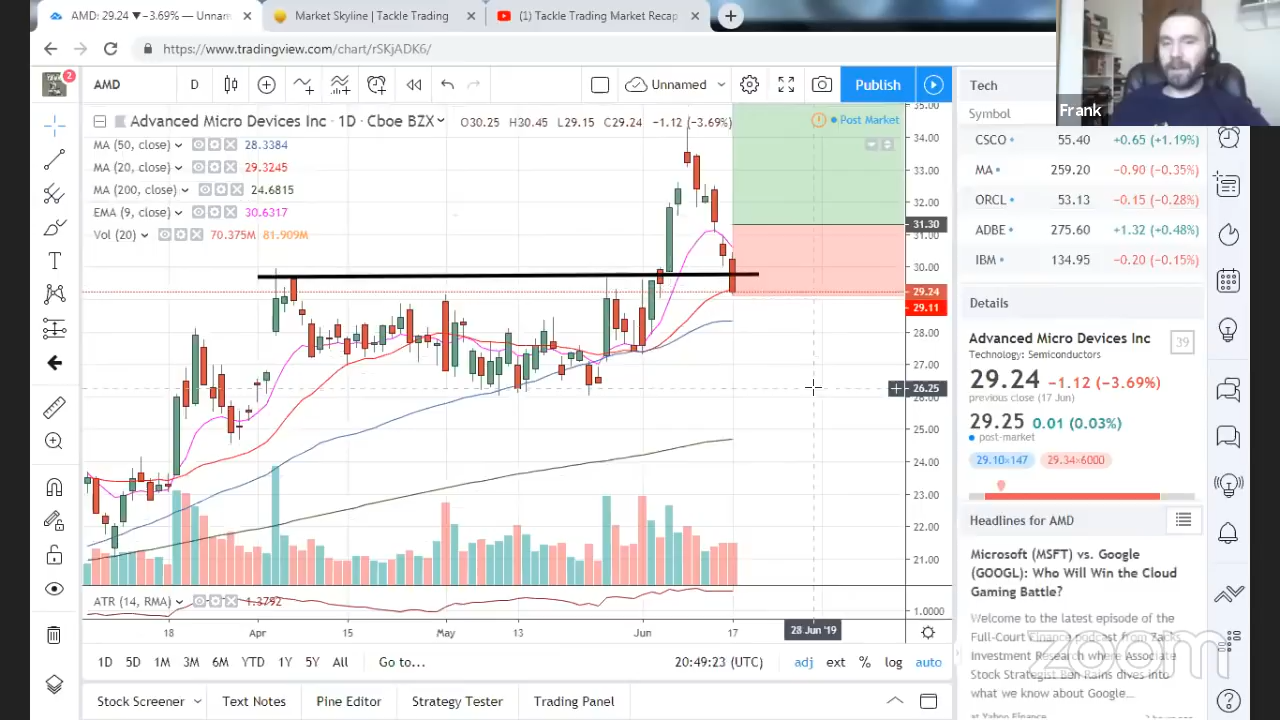 AMD: 29.24 ▼ −3.69% — Unnam
Market Skyline | Tackle Trading
(1) Tackle Trading Market Recap
https://www.tradingview.com/chart/rSKjADR6/
2
AMD
D
Unnamed
Publish
Advanced Micro Devices Inc · 1D
BZX
O30.25 H30.45 L29.15 C29.24 −1.12 (−3.69%)
Post Market
MA (50, close) 28.3384
MA (20, close) 29.3245
MA (200, close) 24.6815
EMA (9, close) 30.6317
Vol (20) M 81.909M
35.00
34.00
33.00
32.00
31.30
31.00
30.00
29.24
29.11
28.00
27.00
26.25
26.00
25.00
24.00
23.00
22.00
21.00
ATR (14, RMA) 1.3792
1.0000
18
Apr
15
May
13
Jun
17
28 Jun '19
1D 5D 1M 3M 6M YTD 1Y
20:49:23 (UTC)
adj ext % log auto
Stock Screener
Text Notes
Trading Panel
Frank
Tech
Symbol
CSCO 55.40 +0.65 (+1.19%)
MA 259.20 −0.90 (−0.35%)
ORCL 53.13 −0.15 (−0.28%)
ADBE 275.60 +1.32 (+0.48%)
IBM 134.95 −0.20 (−0.15%)
Details
Advanced Micro Devices Inc
39
Technology: Semiconductors
29.24 −1.12 (−3.69%)
previous close (17 Jun)
29.25 0.01 (0.03%)
post-market
29.10×147 29.34×6000
Headlines for AMD
Microsoft (MSFT) vs. Google
(GOOGL): Who Will Win the Cloud
Gaming Battle?
Welcome to the latest episode of the
Full-Court Finance podcast from Zacks
Investment Research where Associate
Stock Strategist Ben Rains dives into
what we know about Google...
at Yahoo Finance
2 hours ago
zoom